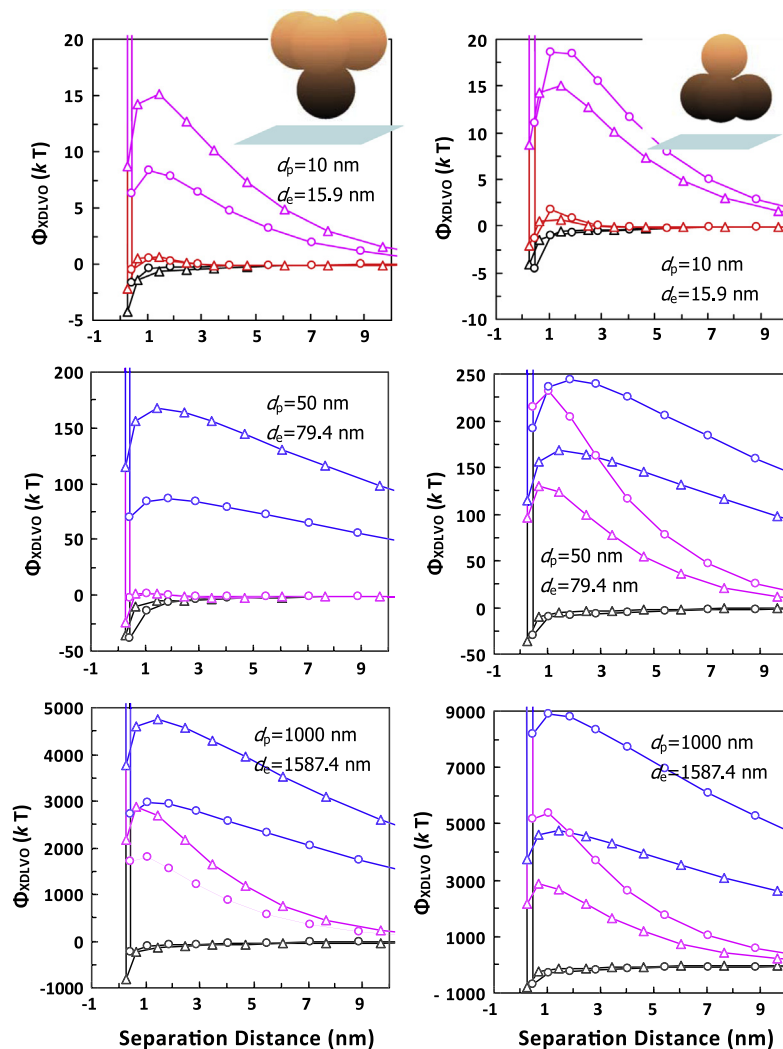 Φ_XDLVO (k T)
20
15
10
5
0
-5
d_p=10 nm
d_e=15.9 nm
-1 1 3 5 7 9
Φ_XDLVO (k T)
20
15
10
5
0
-5
-10
d_p=10 nm
d_e=15.9 nm
-1 1 3 5 7 9
Φ_XDLVO (k T)
200
150
100
50
0
-50
d_p=50 nm
d_e=79.4 nm
-1 1 3 5 7 9
Φ_XDLVO (k T)
250
200
150
100
50
0
-50
d_p=50 nm
d_e=79.4 nm
-1 1 3 5 7 9
Φ_XDLVO (k T)
5000
4000
3000
2000
1000
0
-1000
d_p=1000 nm
d_e=1587.4 nm
-1 1 3 5 7 9
Separation Distance (nm)
Φ_XDLVO (k T)
9000
7000
5000
3000
1000
- 1000
d_p=1000 nm
d_e=1587.4 nm
-1 1 3 5 7 9
Separation Distance (nm)